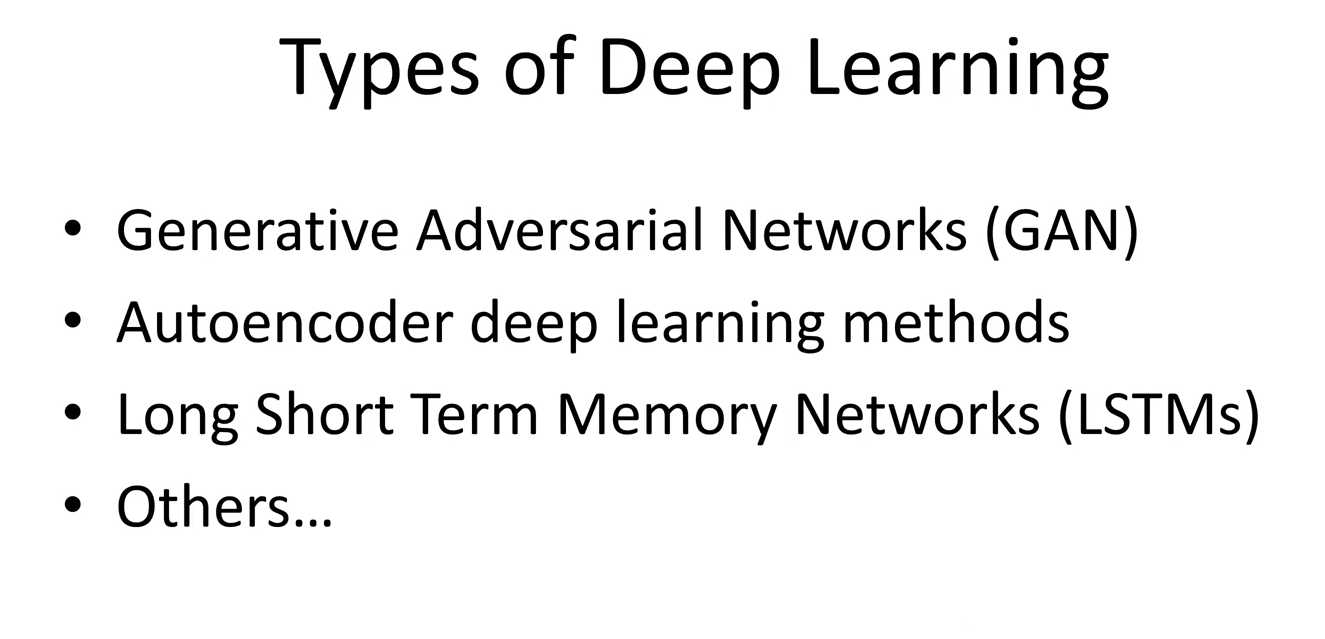 Types of Deep Learning
• Generative Adversarial Networks (GAN)
• Autoencoder deep learning methods
• Long Short Term Memory Networks (LSTMs)
• Others...